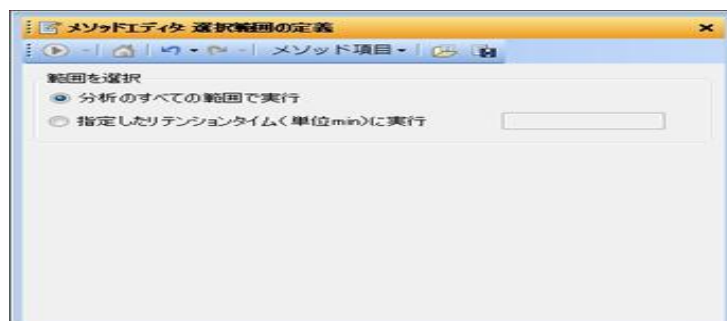 メソッドエディタ 選択範囲の定義
メソッド項目
範囲を選択
分析のすべての範囲で実行
指定したリテンションタイム(単位min)に実行